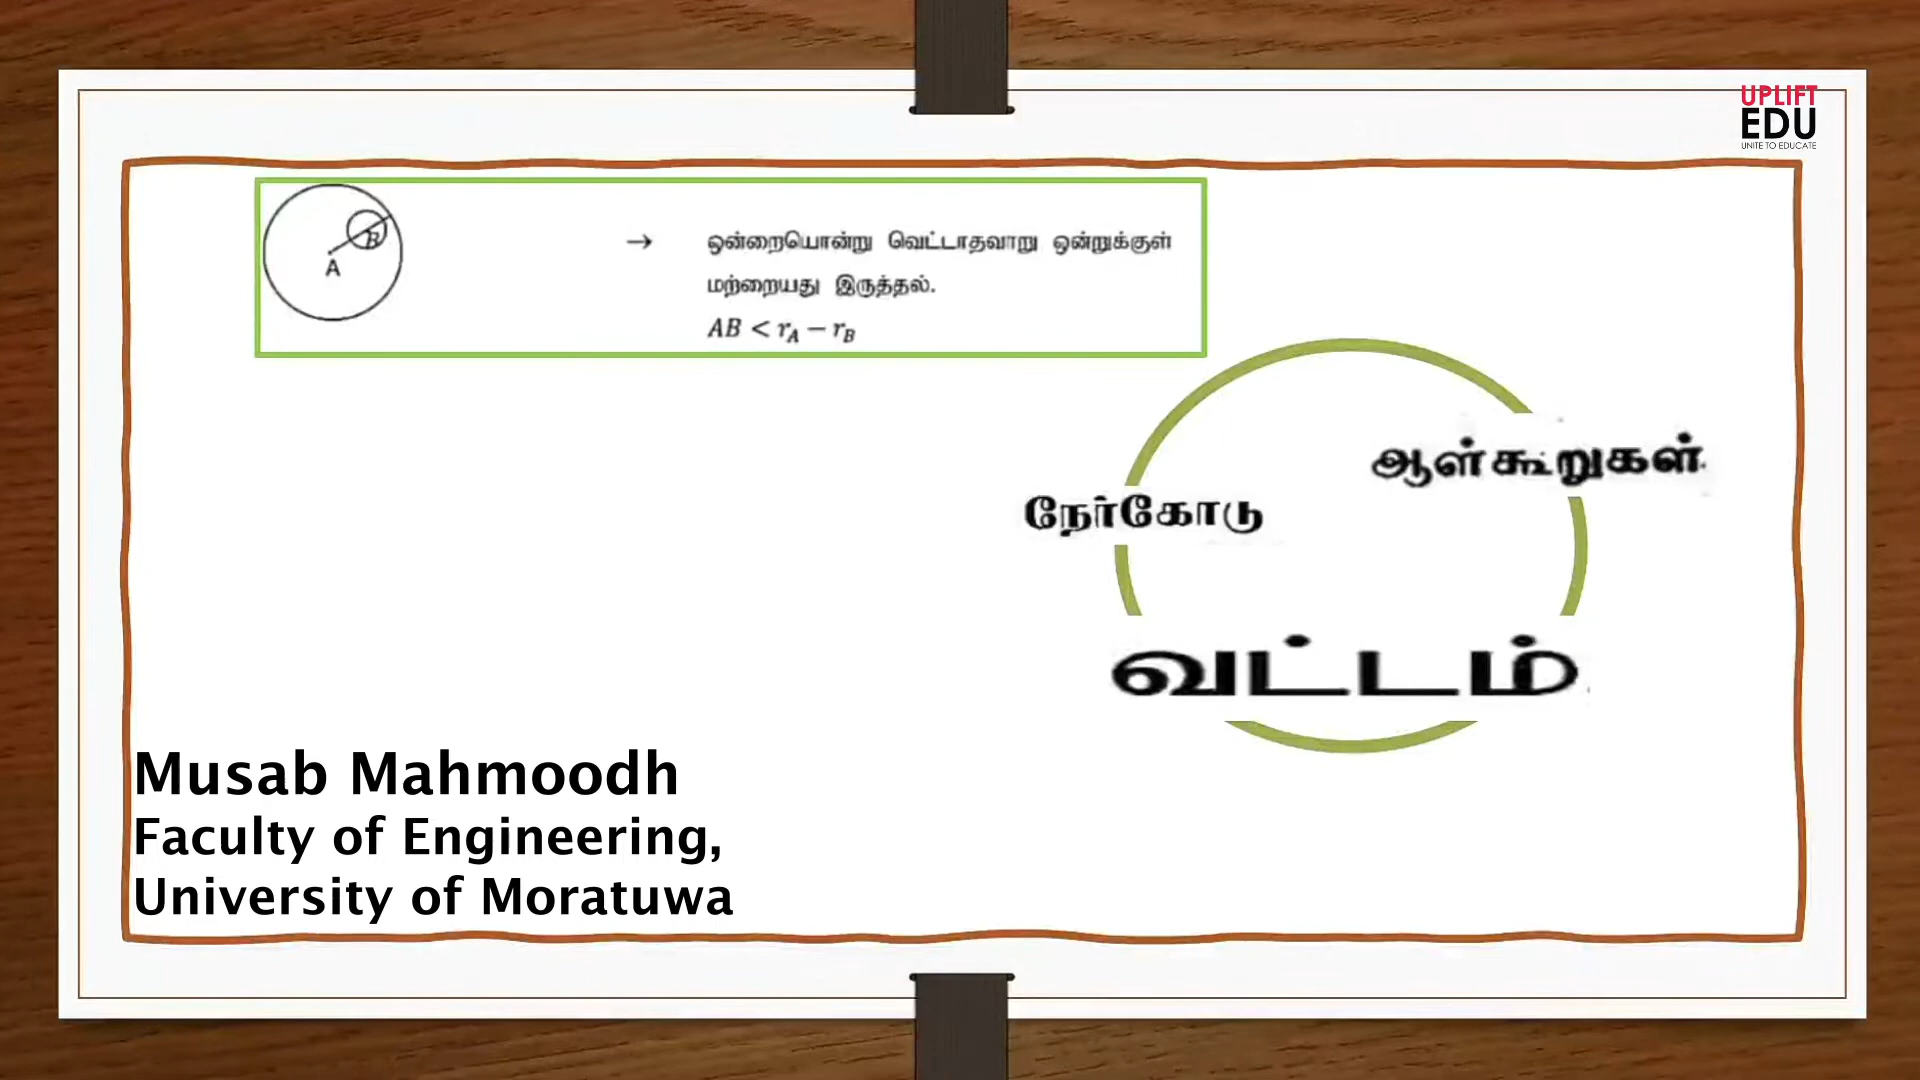 UPLIFT
EDU
UNITE TO EDUCATE
A
B
→ ஒன்றையொன்று வெட்டாதவாறு ஒன்றுக்குள்
மற்றையது இருத்தல்.
AB < r_A − r_B
ஆள்கூறுகள்
நேர்கோடு
வட்டம்
Musab Mahmoodh
Faculty of Engineering,
University of Moratuwa